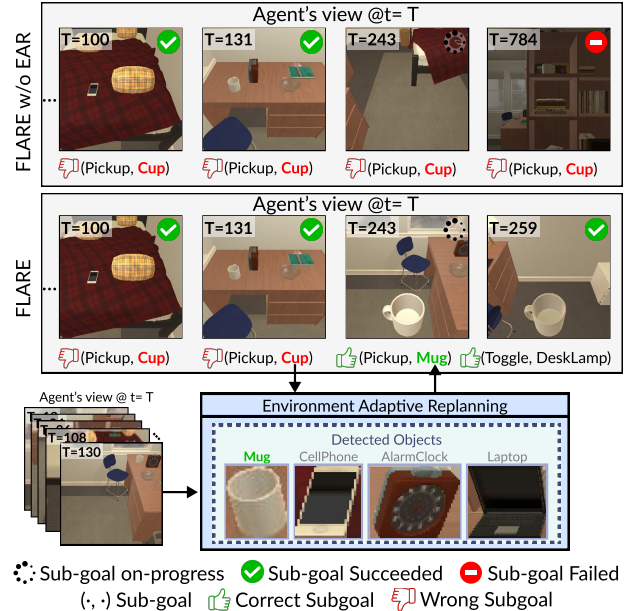 Agent's view @t= T
FLARE w/o EAR
T=100
T=131
T=243
T=784
...
(Pickup, Cup)
(Pickup, Cup)
(Pickup, Cup)
(Pickup, Cup)
Agent's view @t= T
FLARE
T=100
T=131
T=243
T=259
(Pickup, Cup)
(Pickup, Cup)
(Pickup, Mug)
(Toggle, DeskLamp)
Agent's view @ t= T
T=108
T=130
Environment Adaptive Replanning
Detected Objects
Mug
CellPhone
AlarmClock
Laptop
Sub-goal on-progress
Sub-goal Succeeded
Sub-goal Failed
(·, ·) Sub-goal
Correct Subgoal
Wrong Subgoal